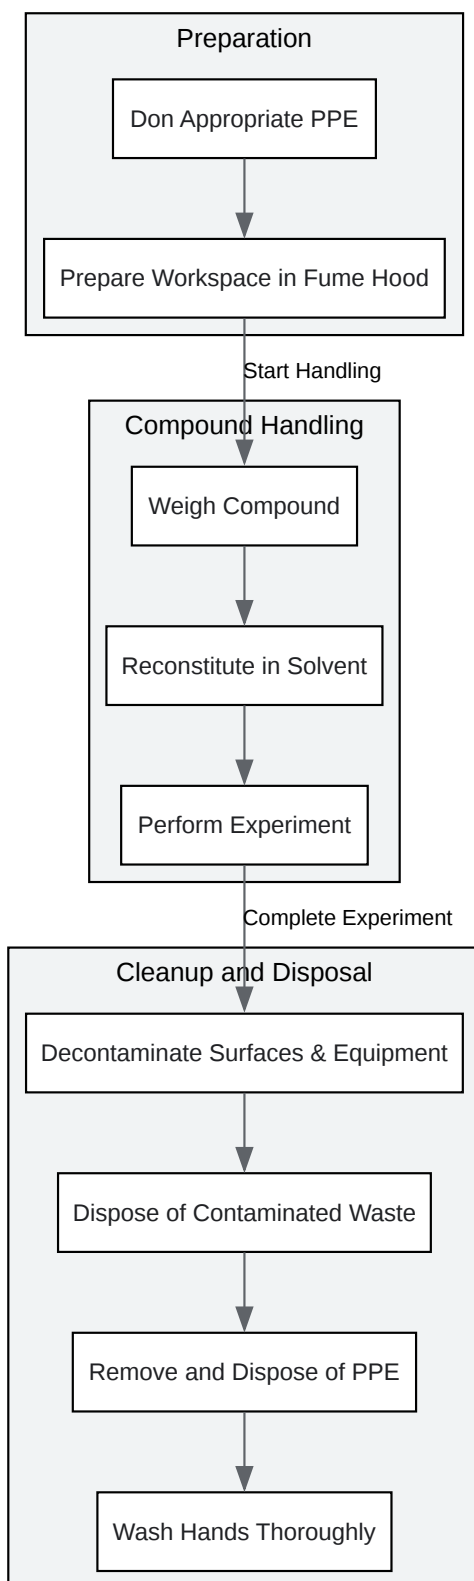 Preparation
Don Appropriate PPE
Prepare Workspace in Fume Hood
Start Handling
Compound Handling
Weigh Compound
Reconstitute in Solvent
Perform Experiment
Complete Experiment
Cleanup and Disposal
Decontaminate Surfaces & Equipment
Dispose of Contaminated Waste
Remove and Dispose of PPE
Wash Hands Thoroughly